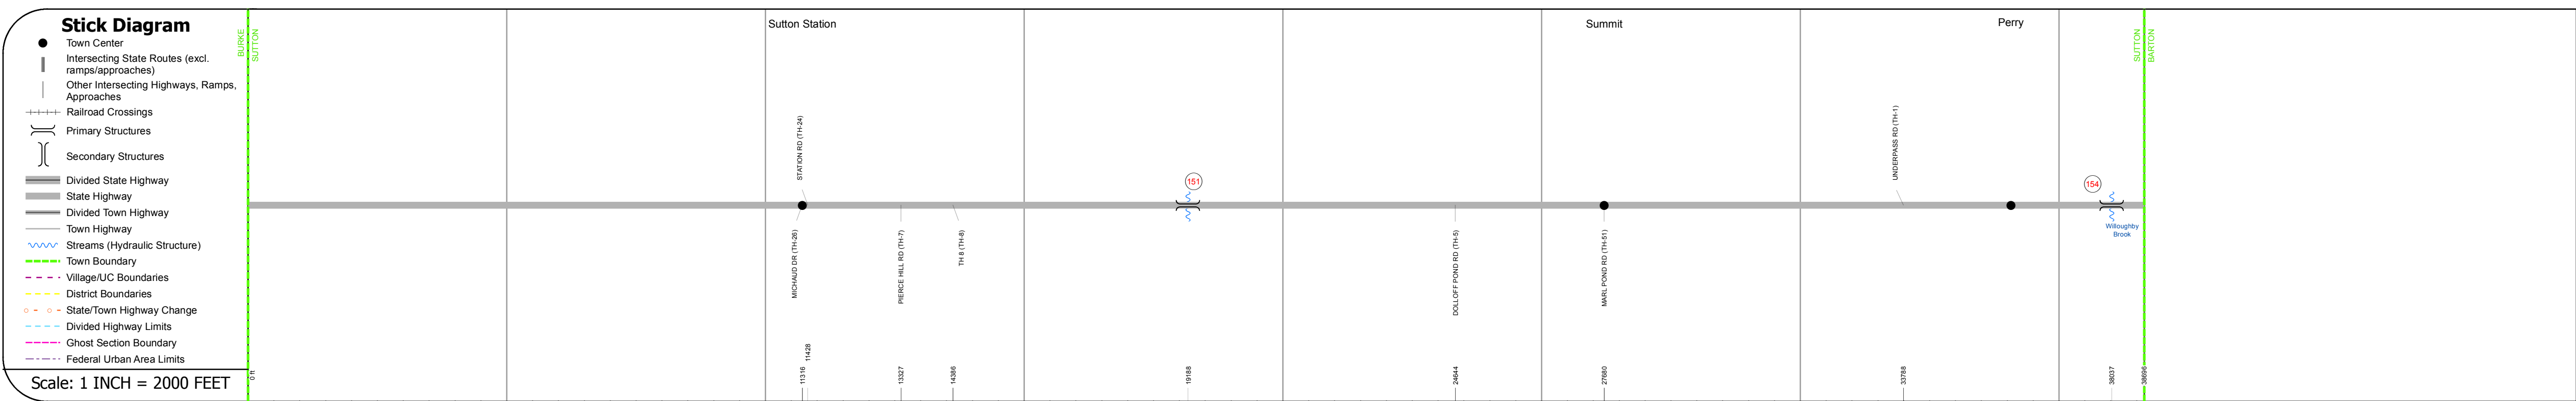 Stick Diagram
Town Center
Intersecting State Routes (excl.
ramps/approaches)
Other Intersecting Highways, Ramps,
Approaches
Railroad Crossings
Primary Structures
Secondary Structures
Divided State Highway
State Highway
Divided Town Highway
Town Highway
Streams (Hydraulic Structure)
Town Boundary
Village/UC Boundaries
District Boundaries
State/Town Highway Change
Divided Highway Limits
Ghost Section Boundary
Federal Urban Area Limits
Scale: 1 INCH = 2000 FEET
BURKE
SUTTON
Sutton Station
Summit
Perry
SUTTON
BARTON
STATION RD (TH-24)
UNDERPASS RD (TH-1)
151
154
Willoughby
Brook
MICHAUD DR (TH-26)
PIERCE HILL RD (TH-7)
TH 8 (TH-8)
DOLLOFF POND RD (TH-5)
MARL POND RD (TH-51)
0 ft
11316
11428
13327
14386
19188
24644
27680
33788
38037
38696